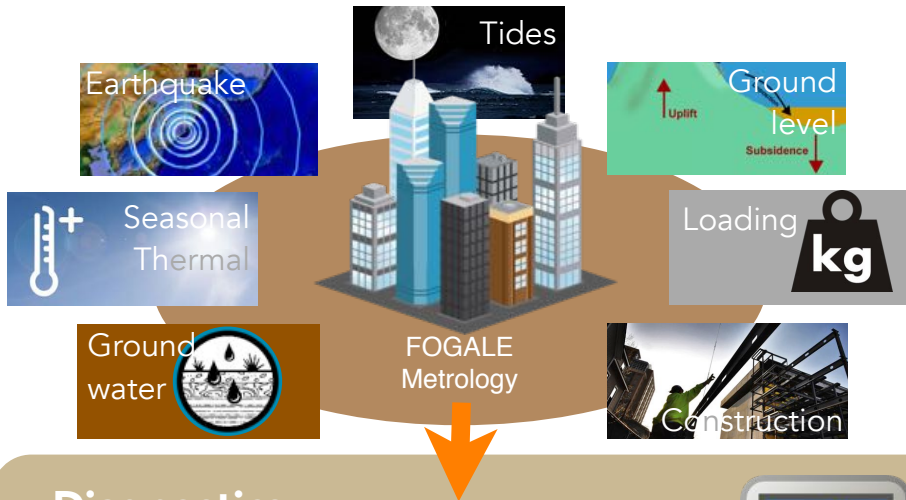 Tides
Earthquake
Ground
level
Uplift
Subsidence
Seasonal
Thermal
Loading
kg
Ground
water
FOGALE
Metrology
Construction